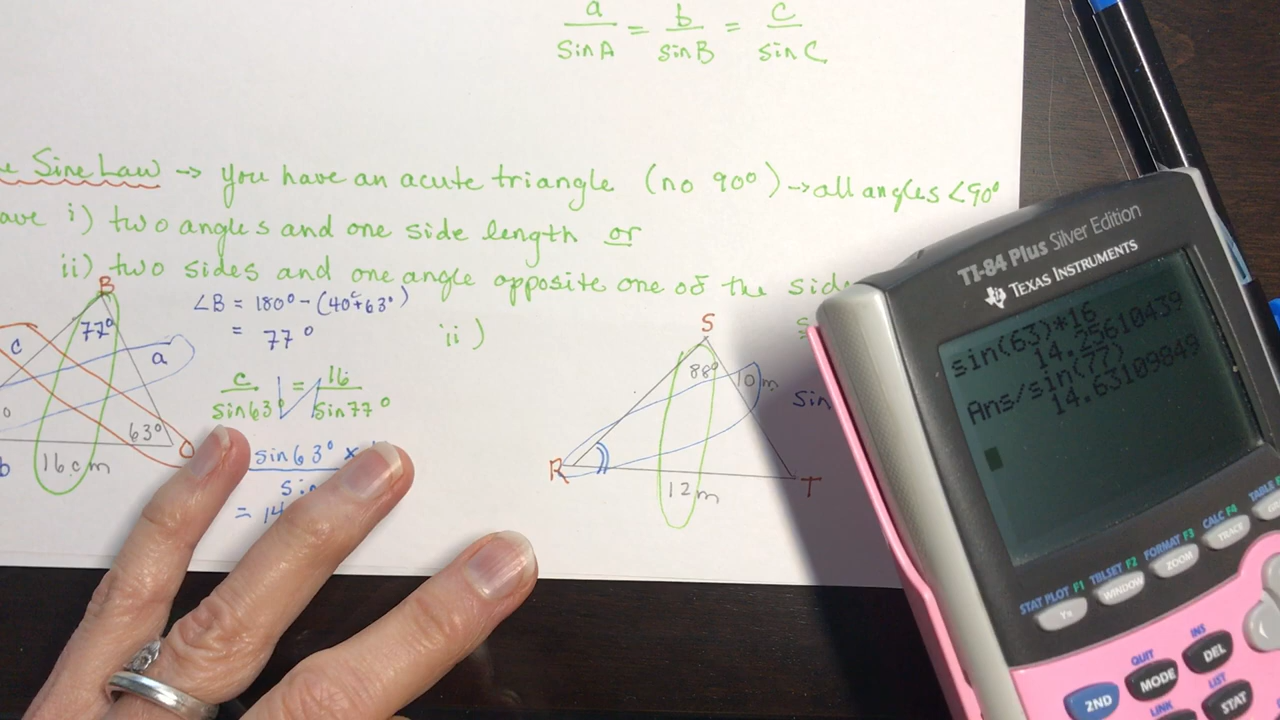 a = b = c
sinA sinB sinC
Sine Law → you have an acute triangle (no 90°) → all angles <90°
i) two angles and one side length or
ii) two sides and one angle opposite one of the
B
77°
c
a
63°
b
16cm
∠B = 180° - (40°+63°)
= 77°
c = 16
sin63° sin77°
sin63° ×
= 14
ii)
S
88°
10m
R
12m
T
sin
TI-84 Plus Silver Edition
TEXAS INSTRUMENTS
sin(63)*16
14.25610439
Ans/sin(77)
14.63109849
STAT PLOT F1 TBLSET F2 FORMAT F3 CALC F4 TABLE
Y= WINDOW ZOOM TRACE
QUIT INS
2ND MODE DEL
LINK LIST
STAT